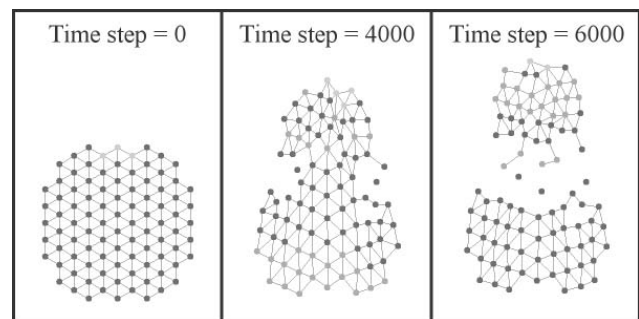 Time step = 0
Time step = 4000
Time step = 6000